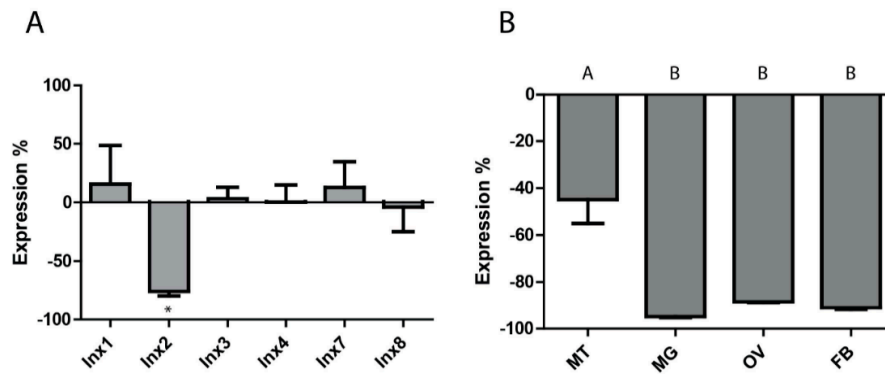 A
Expression %
100
50
0
-50
-100
*
Inx1 Inx2 Inx3 Inx4 Inx7 Inx8
B
A B B B
Expression %
0
-20
-40
-60
-80
-100
MT MG OV FB